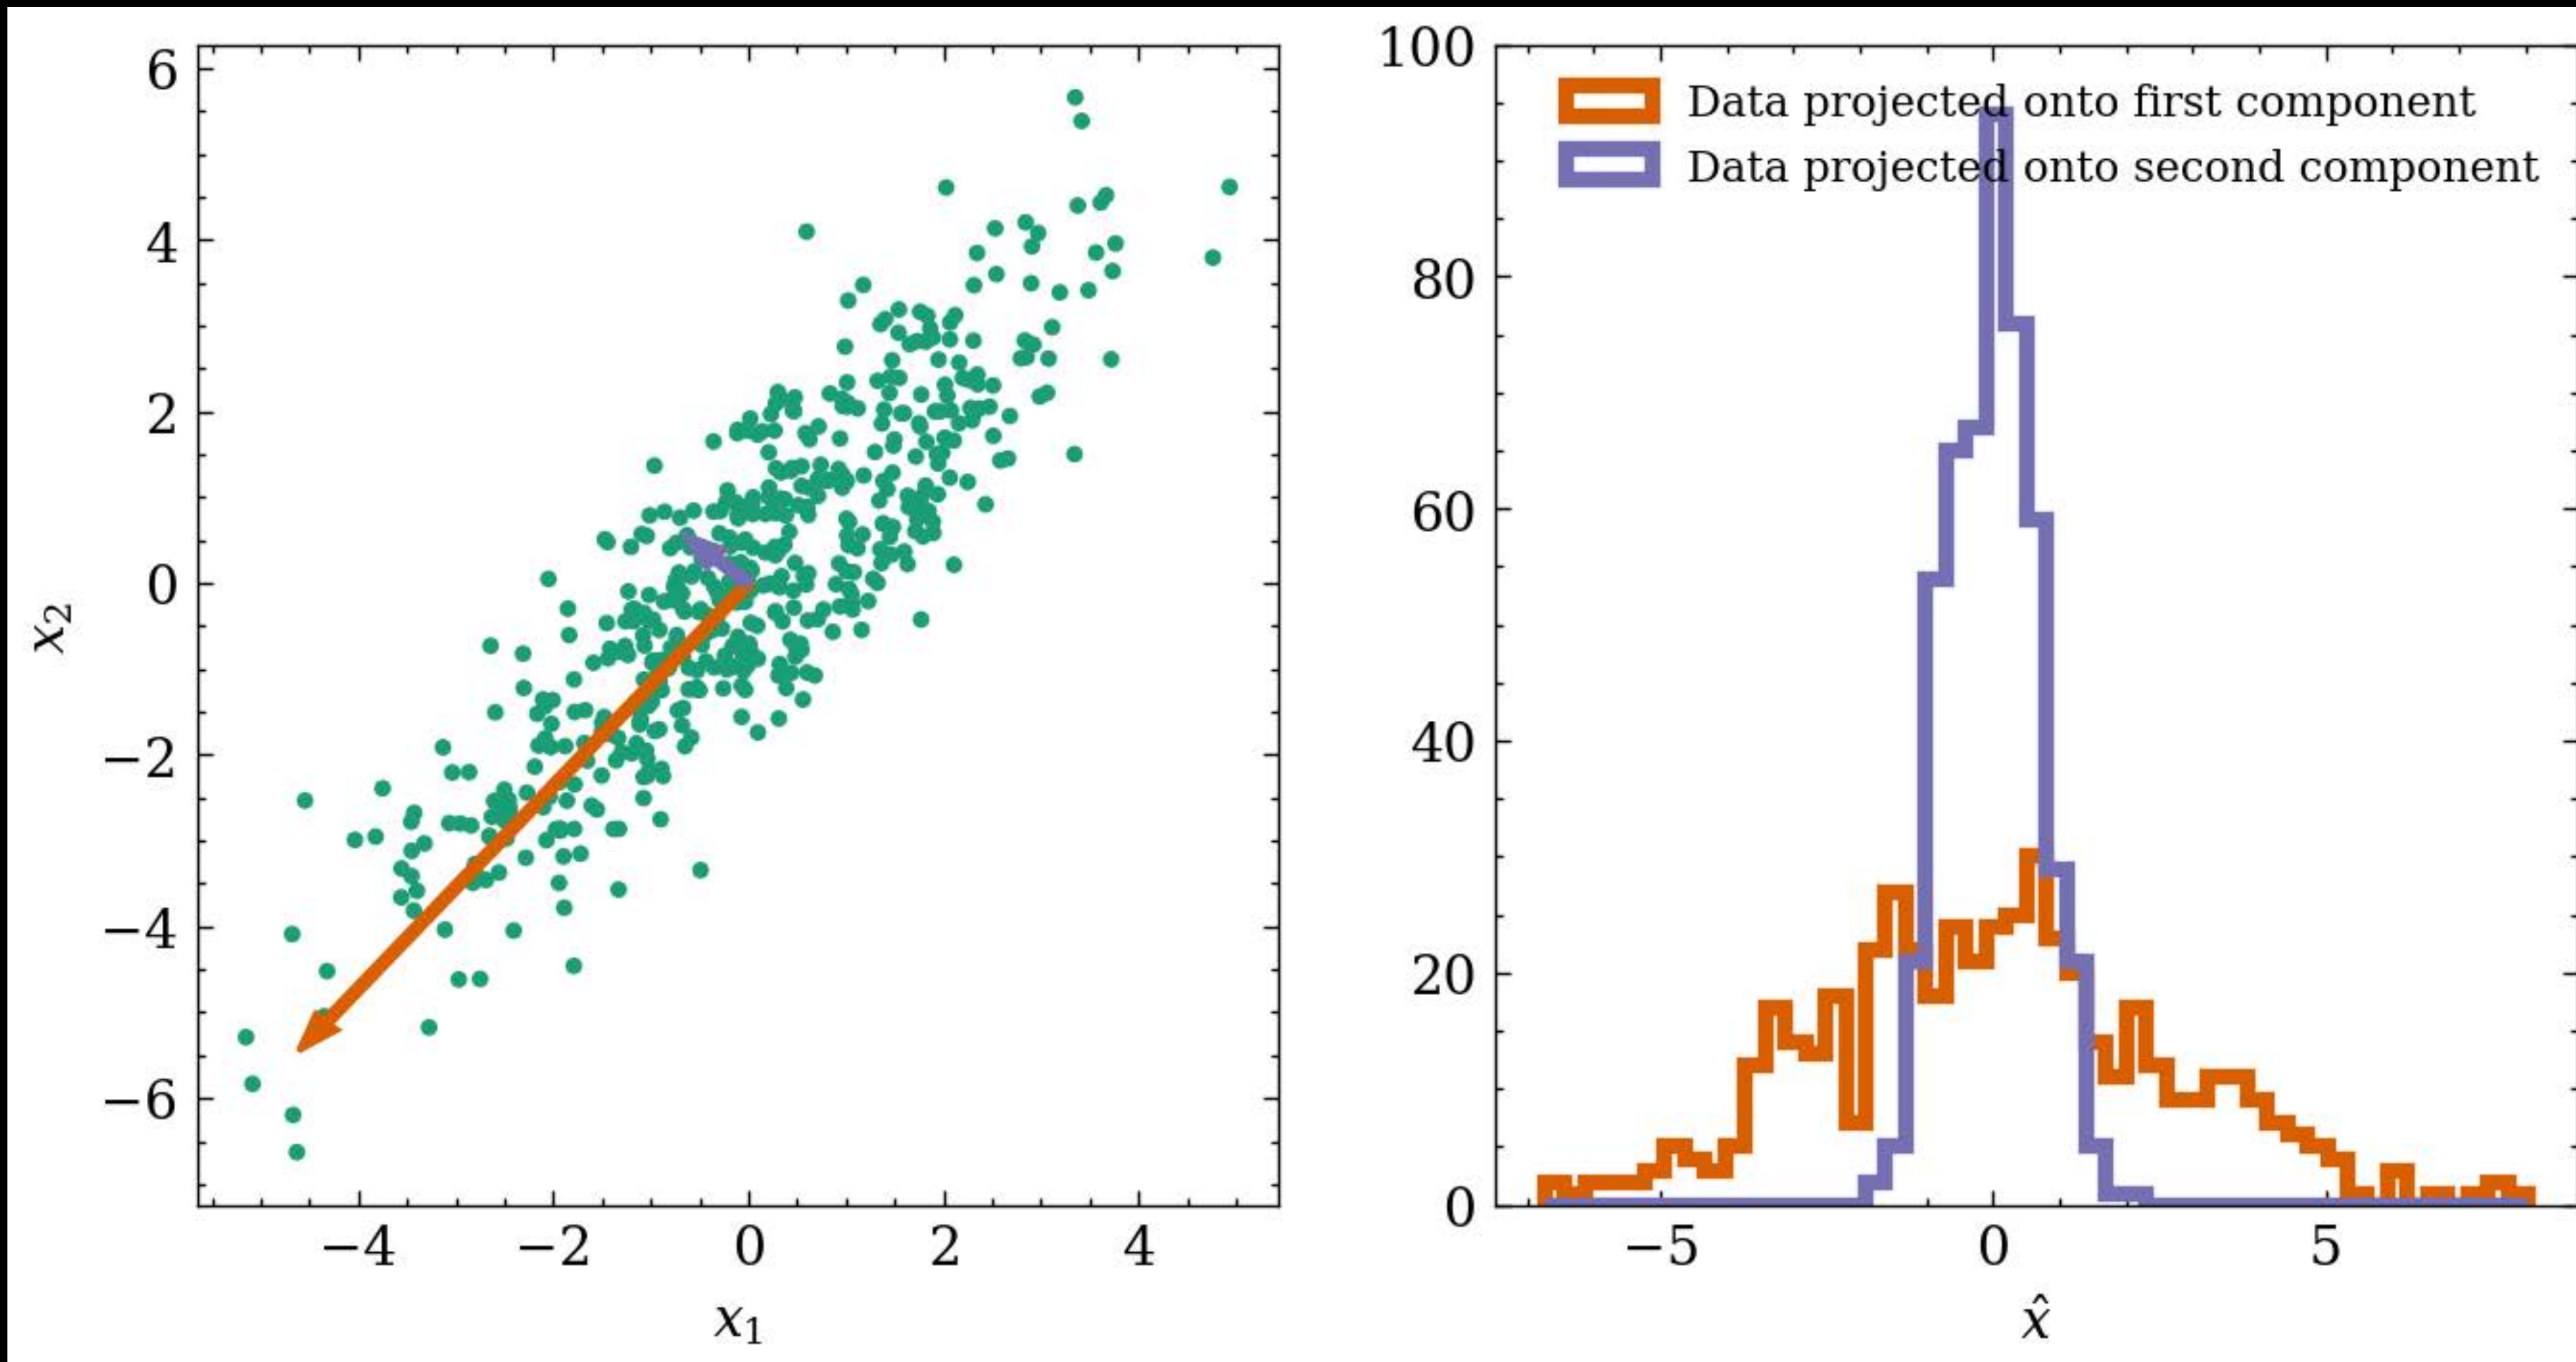 6
4
2
0
−2
−4
−6
x₂
−4 −2 0 2 4
x₁
100
80
60
40
20
0
Data projected onto first component
Data projected onto second component
−5 0 5
x̂